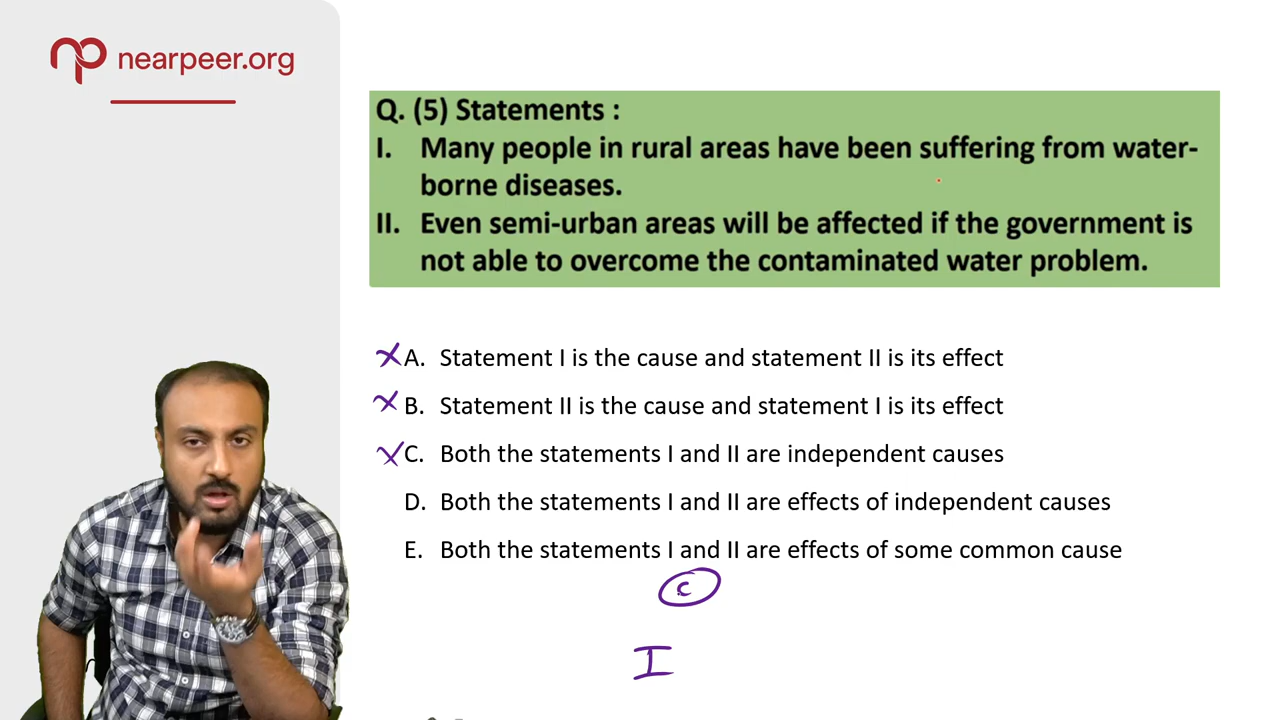 nearpeer.org
Q. (5) Statements :
I. Many people in rural areas have been suffering from water-
borne diseases.
II. Even semi-urban areas will be affected if the government is
not able to overcome the contaminated water problem.
A. Statement I is the cause and statement II is its effect
B. Statement II is the cause and statement I is its effect
C. Both the statements I and II are independent causes
D. Both the statements I and II are effects of independent causes
E. Both the statements I and II are effects of some common cause
C
I